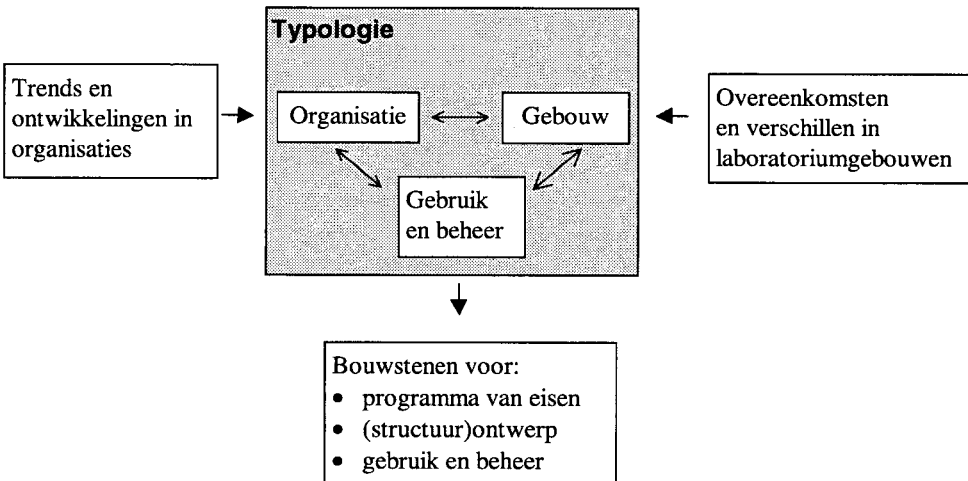 Typologie
Trends en
ontwikkelingen in
organisaties
Organisatie
Gebouw
Gebruik
en beheer
Overeenkomsten
en verschillen in
laboratoriumgebouwen
Bouwstenen voor:
• programma van eisen
• (structuur)ontwerp
• gebruik en beheer